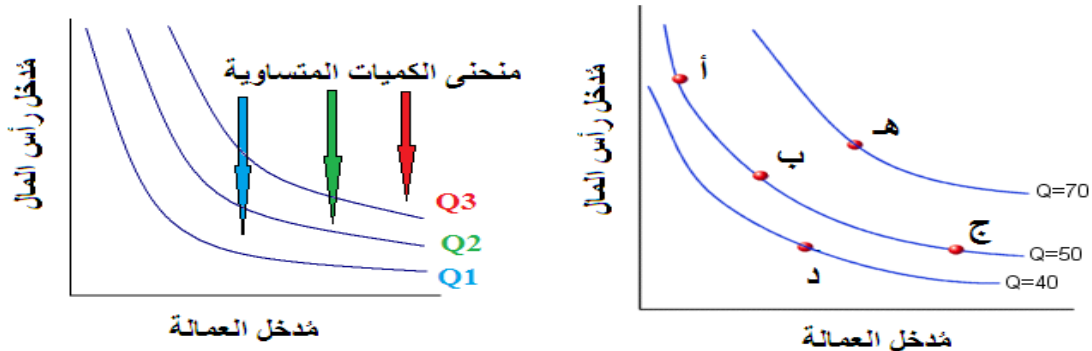 منحنى الكميات المتساوية
مُدخل رأس المال
Q3
Q2
Q1
مُدخل العمالة
مُدخل رأس المال
أ
هـ
ب
Q=70
ج
د
Q=50
Q=40
مُدخل العمالة